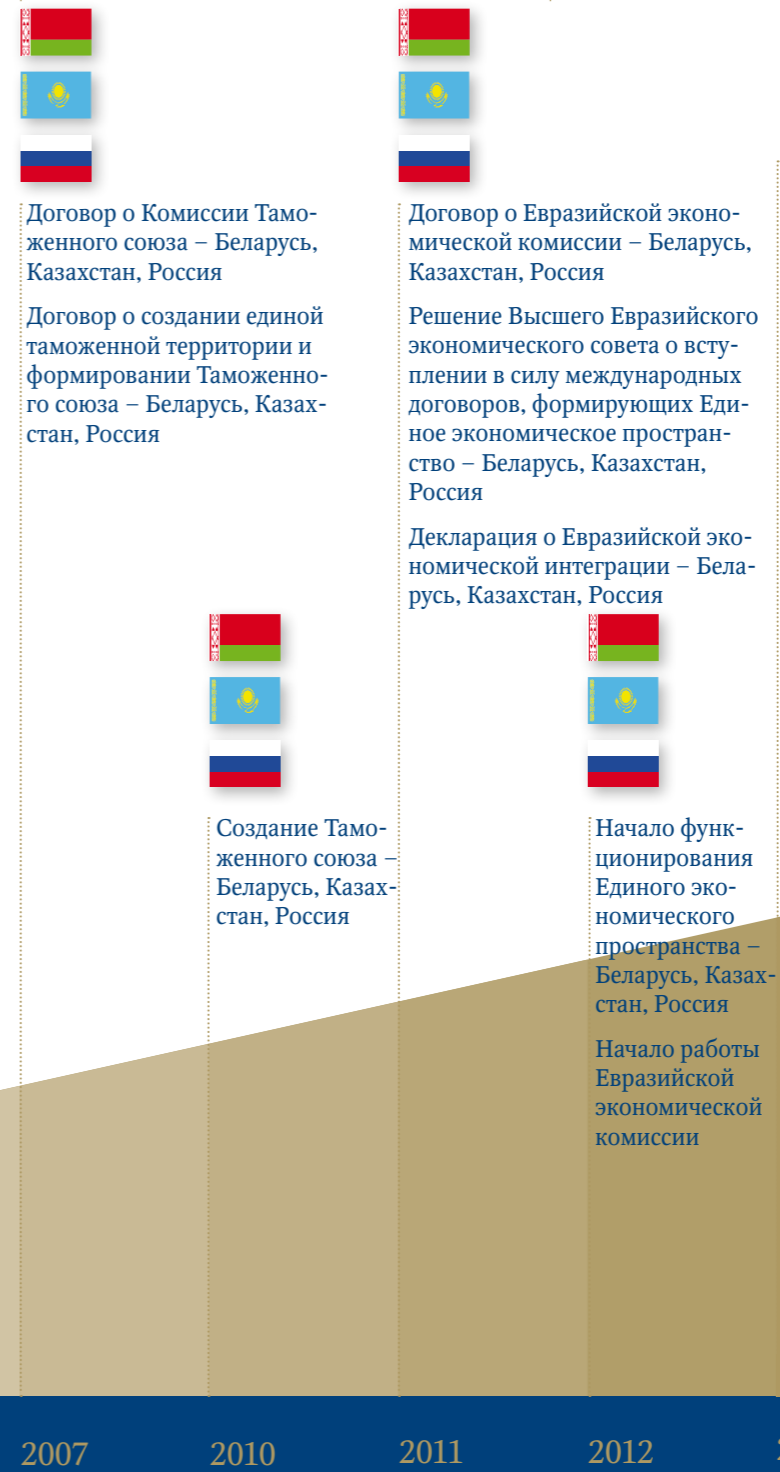 Договор о Комиссии Тамо-
женного союза – Беларусь,
Казахстан, Россия
Договор о создании единой
таможенной территории и
формировании Таможенно-
го союза – Беларусь, Казах-
стан, Россия
Договор о Евразийской эконо-
мической комиссии – Беларусь,
Казахстан, Россия
Решение Высшего Евразийского
экономического совета о всту-
плении в силу международных
договоров, формирующих Еди-
ное экономическое простран-
ство – Беларусь, Казахстан,
Россия
Декларация о Евразийской эко-
номической интеграции – Бела-
русь, Казахстан, Россия
Создание Тамо-
женного союза –
Беларусь, Казах-
стан, Россия
Начало функ-
ционирования
Единого эко-
номического
пространства –
Беларусь, Казах-
стан, Россия
Начало работы
Евразийской
экономической
комиссии
2007 2010 2011 2012